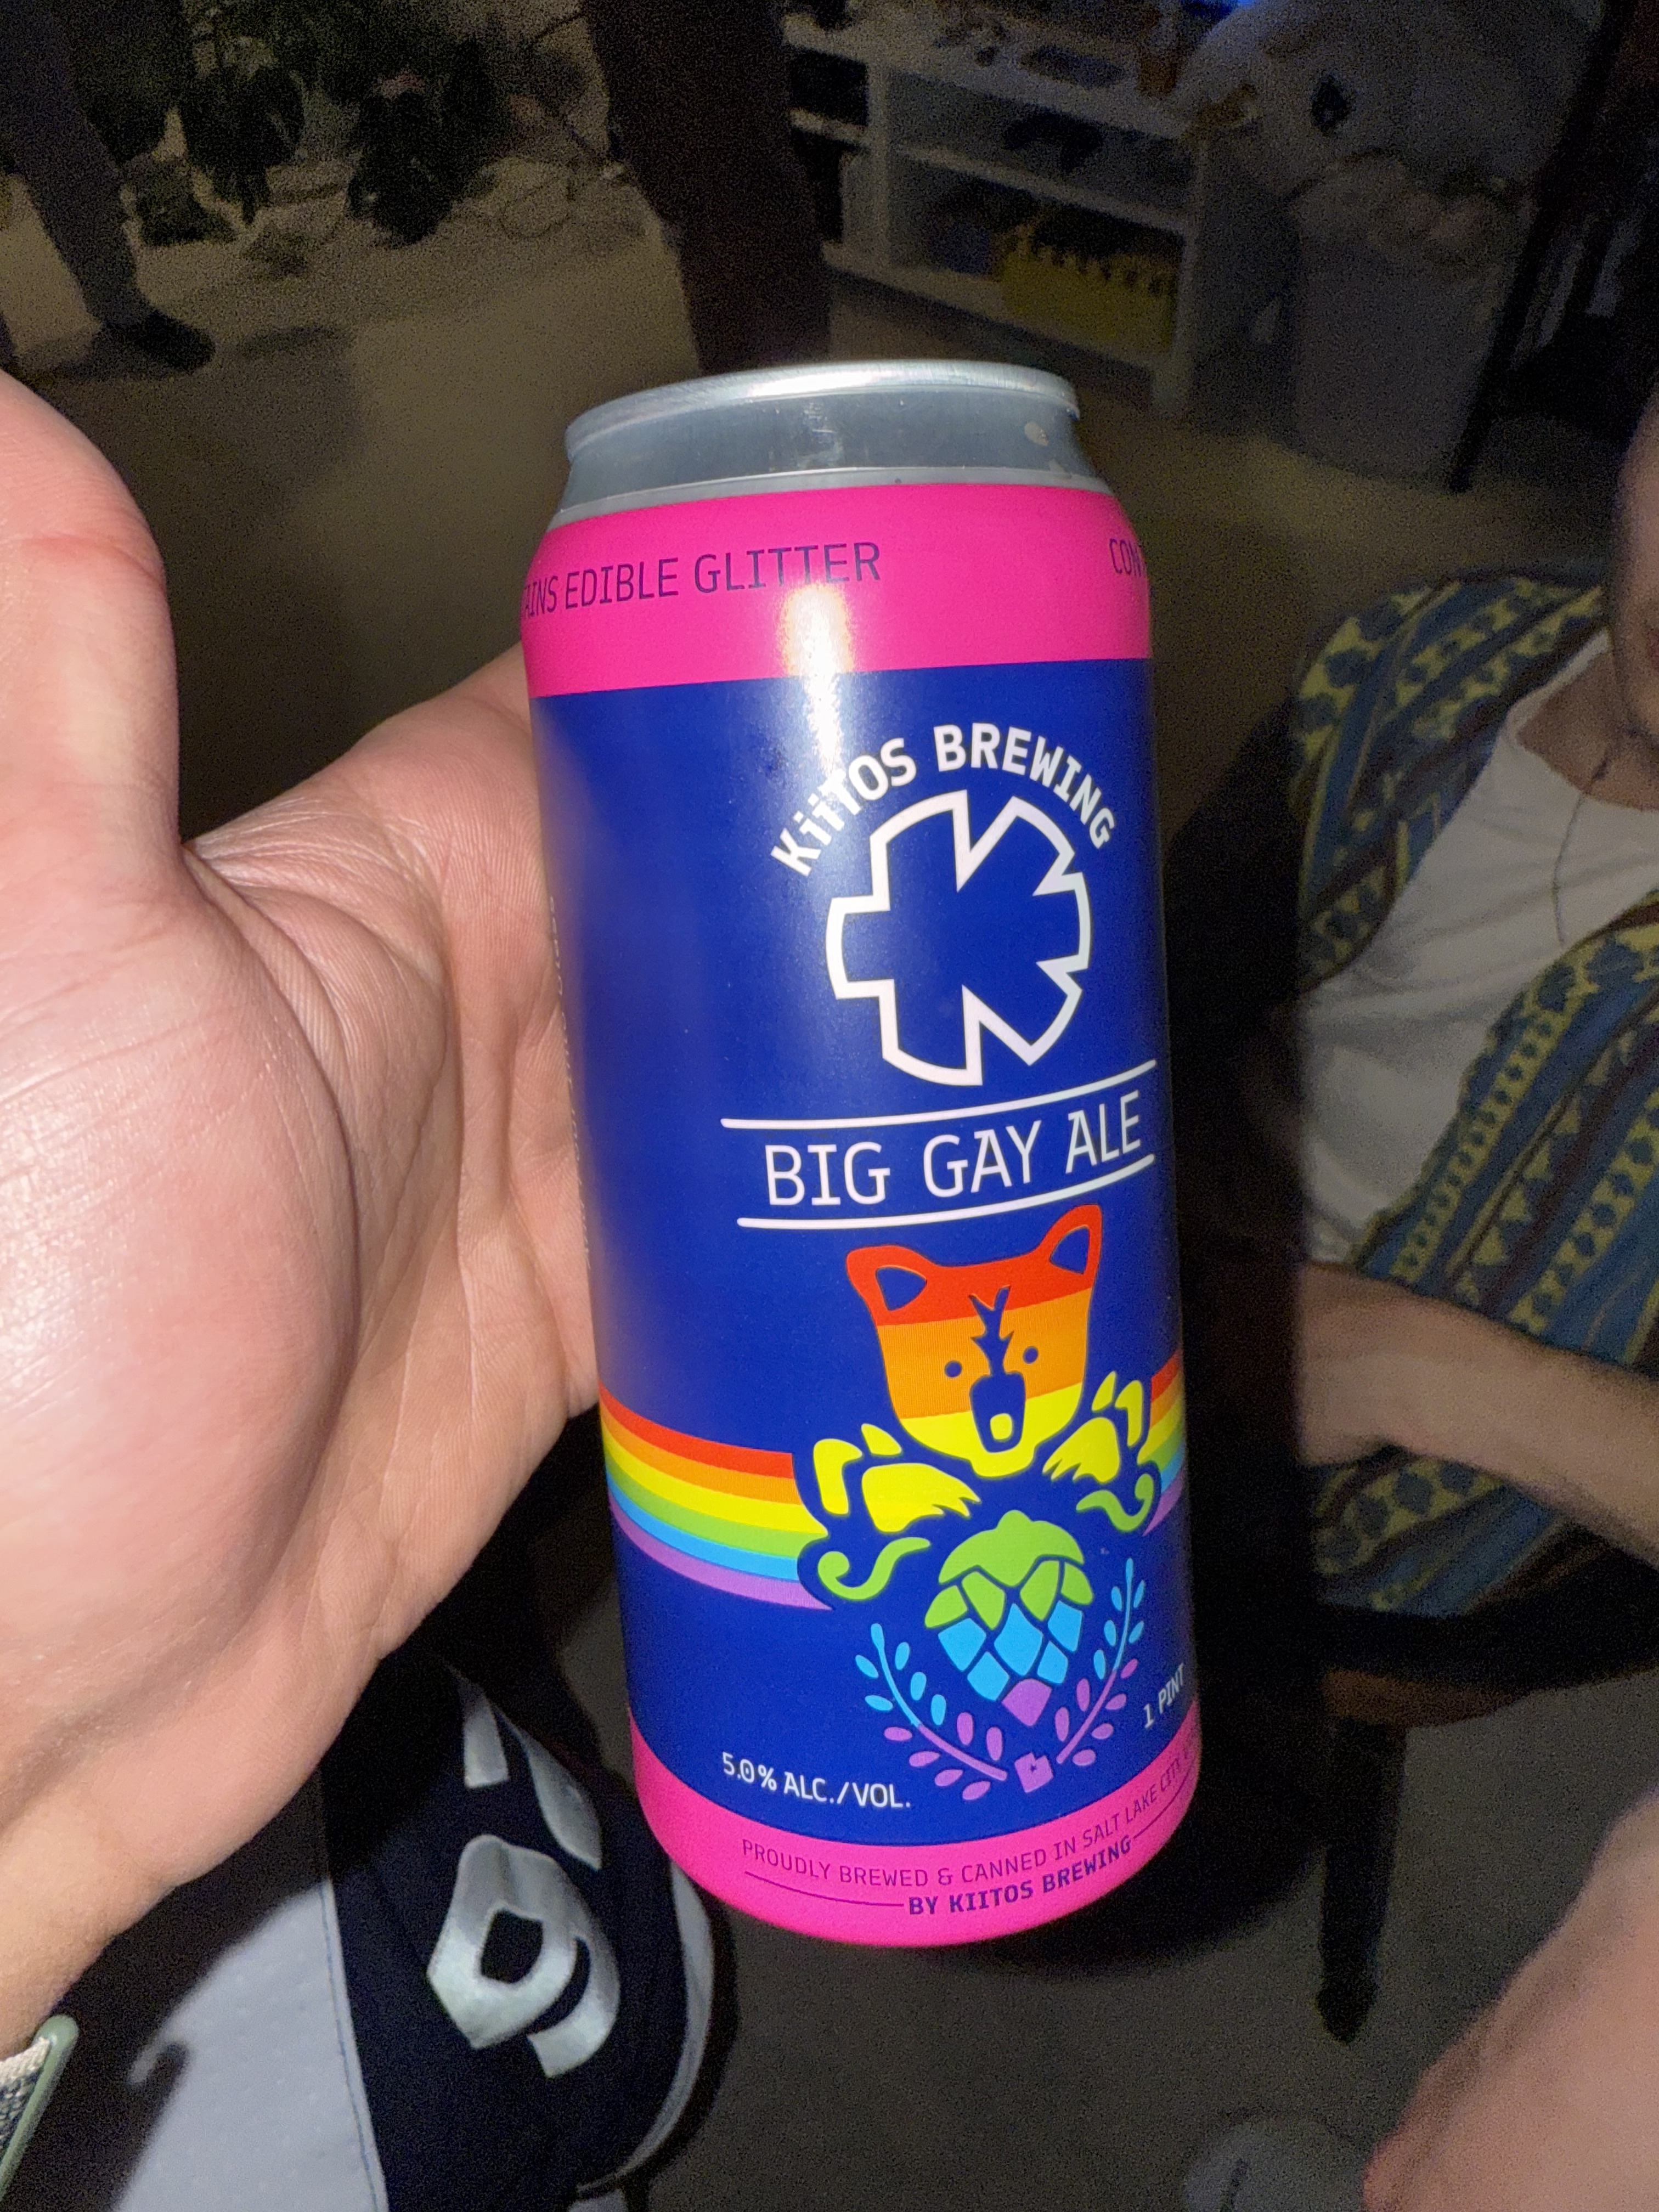 EDIBLE GLITTER
KiiTOS BREWING
BIG GAY ALE
1 PINT
5.0% ALC./VOL.
PROUDLY BREWED & CANNED IN SALT LAKE CITY,
BY KIITOS BREWING